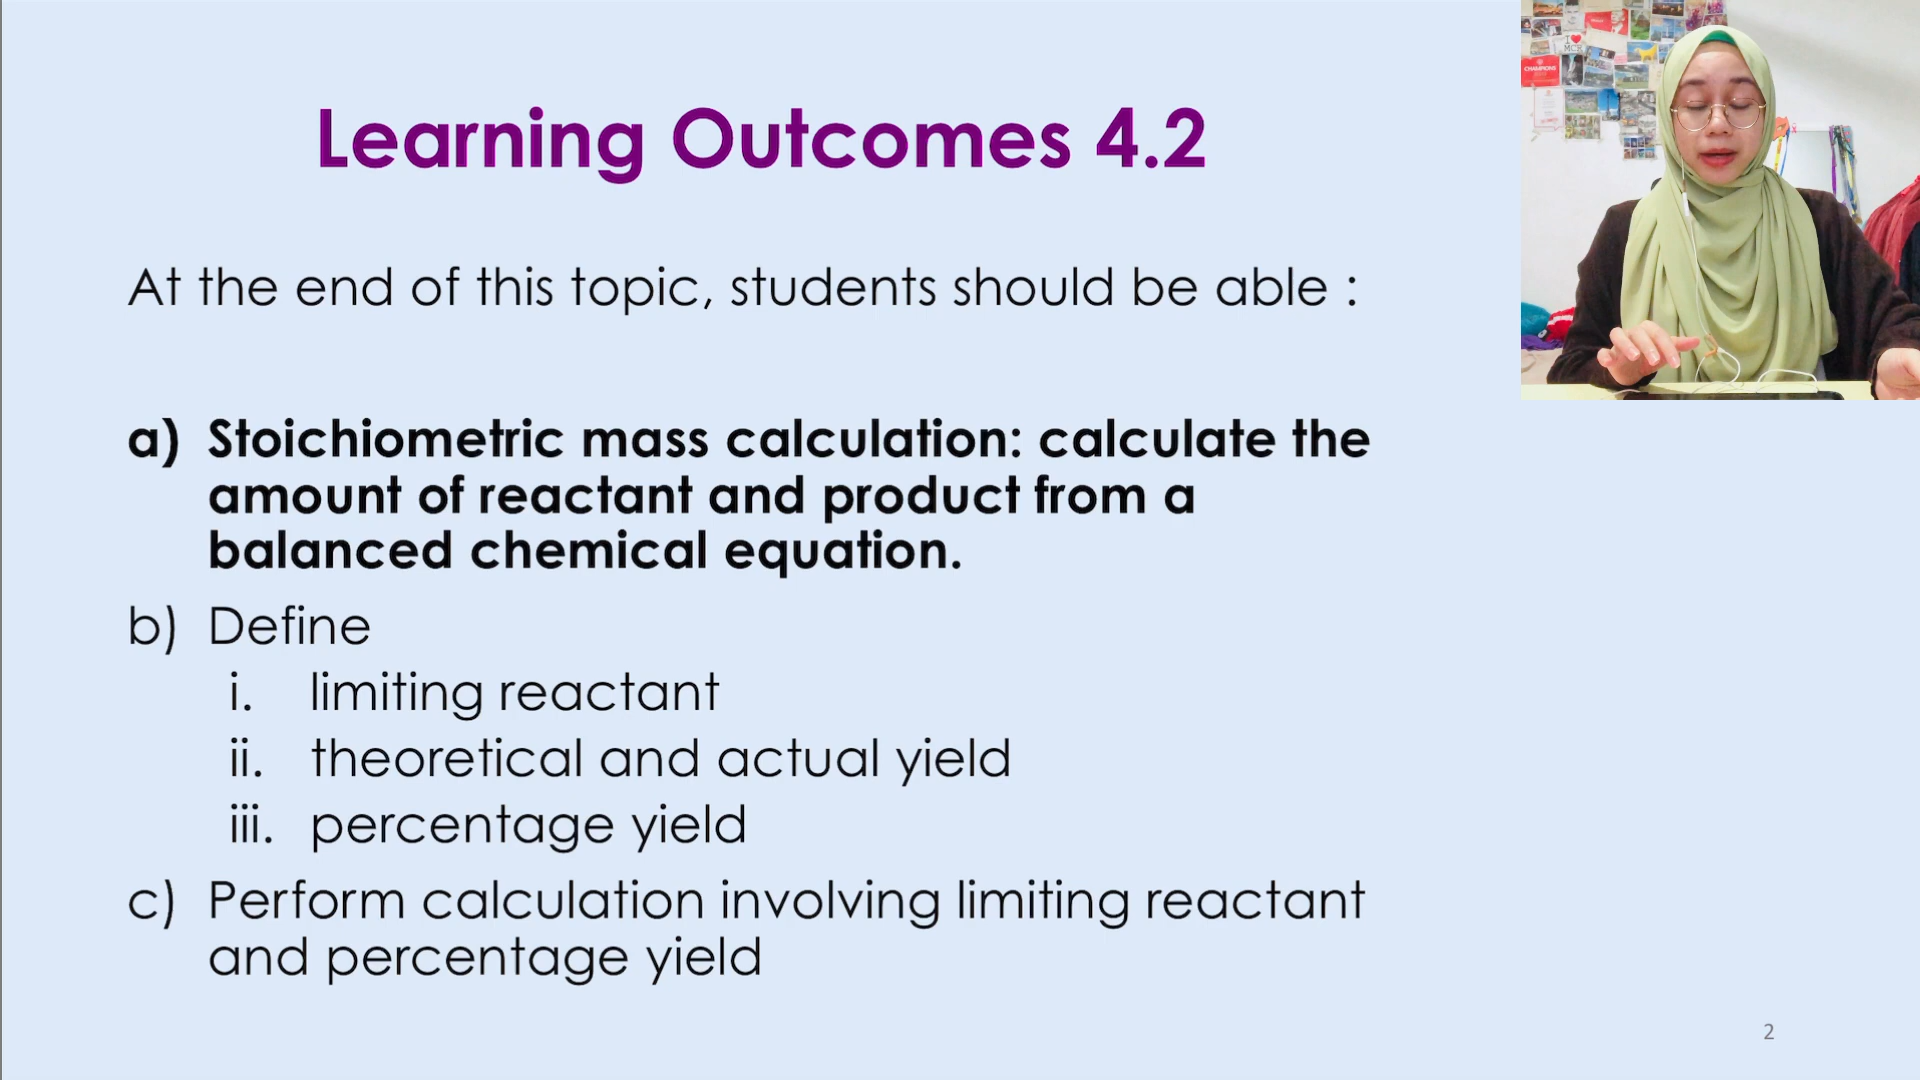 Learning Outcomes 4.2
At the end of this topic, students should be able :
a) Stoichiometric mass calculation: calculate the
amount of reactant and product from a
balanced chemical equation.
b) Define
i. limiting reactant
ii. theoretical and actual yield
iii. percentage yield
c) Perform calculation involving limiting reactant
and percentage yield
2
I ❤
MCR
CHAMPIONS